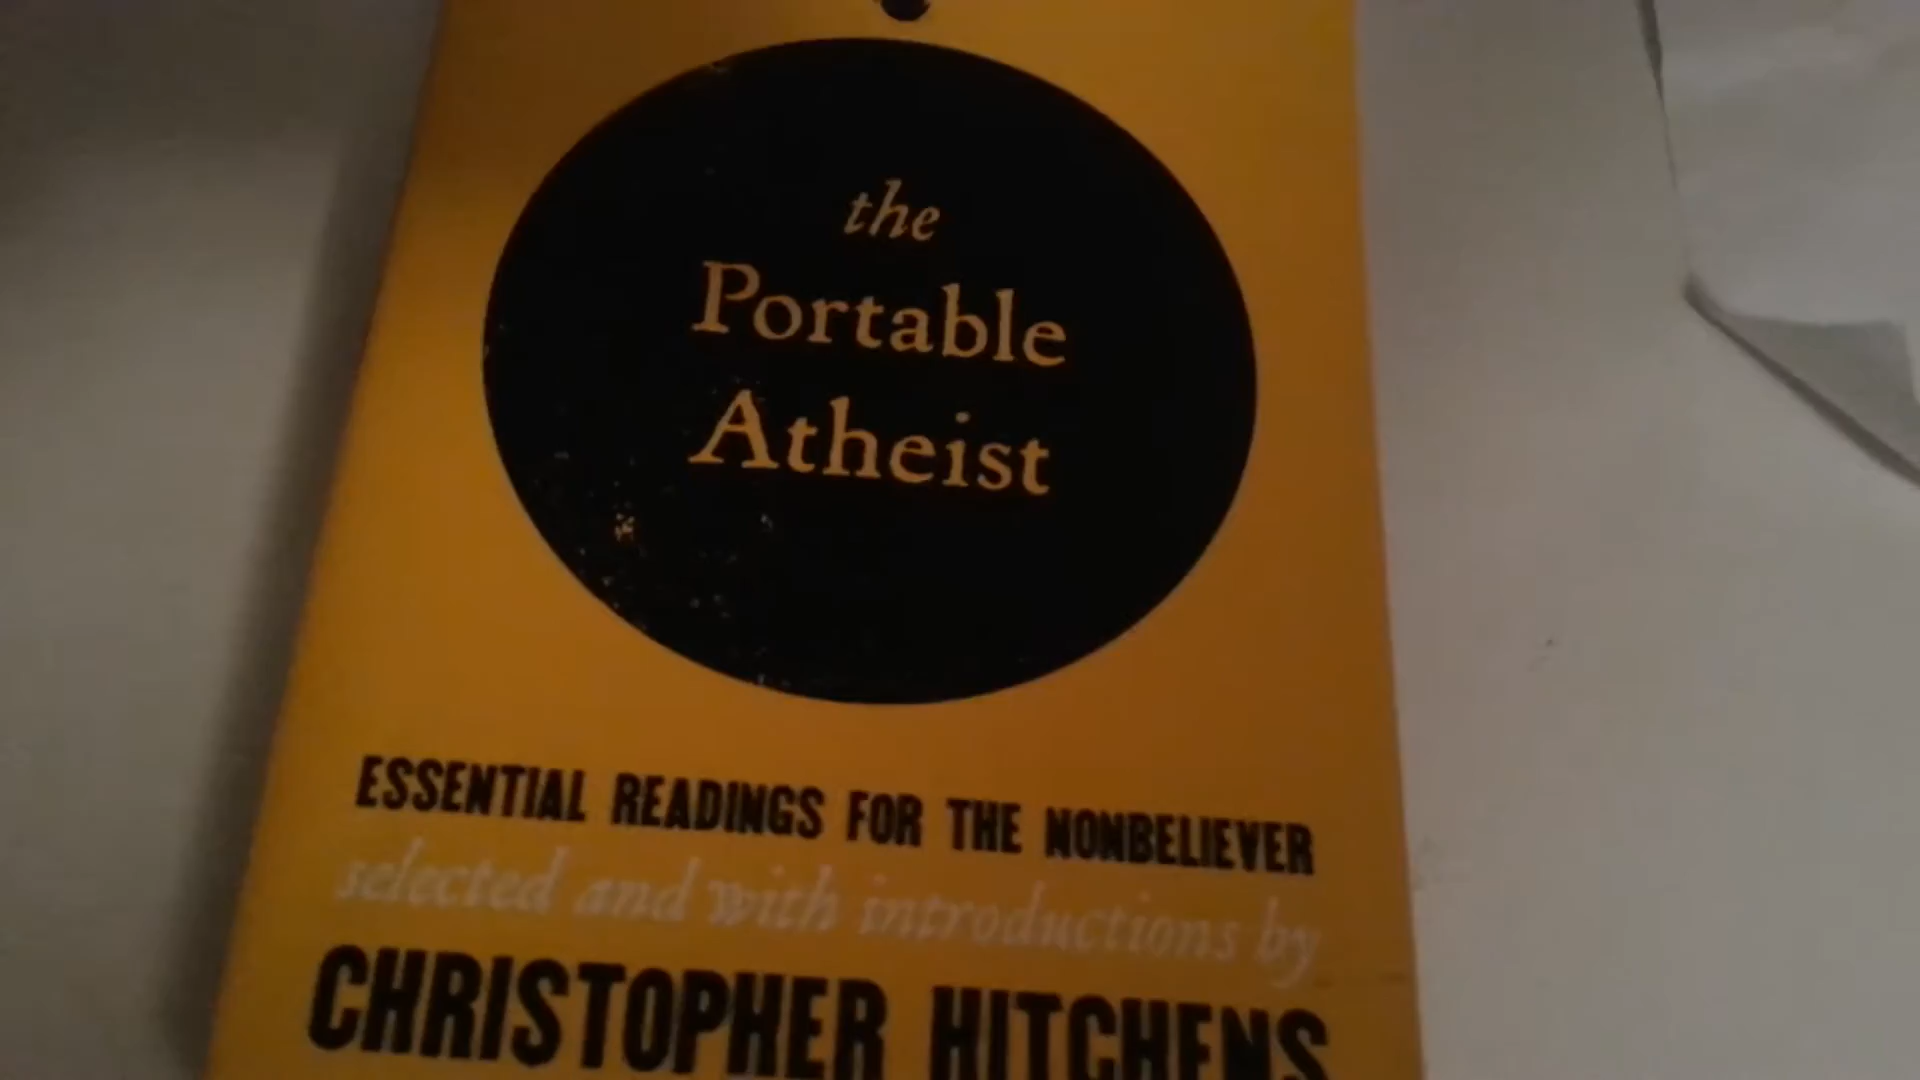 the
Portable
Atheist
ESSENTIAL READINGS FOR THE NONBELIEVER
selected and with introductions by
CHRISTOPHER HITCHENS